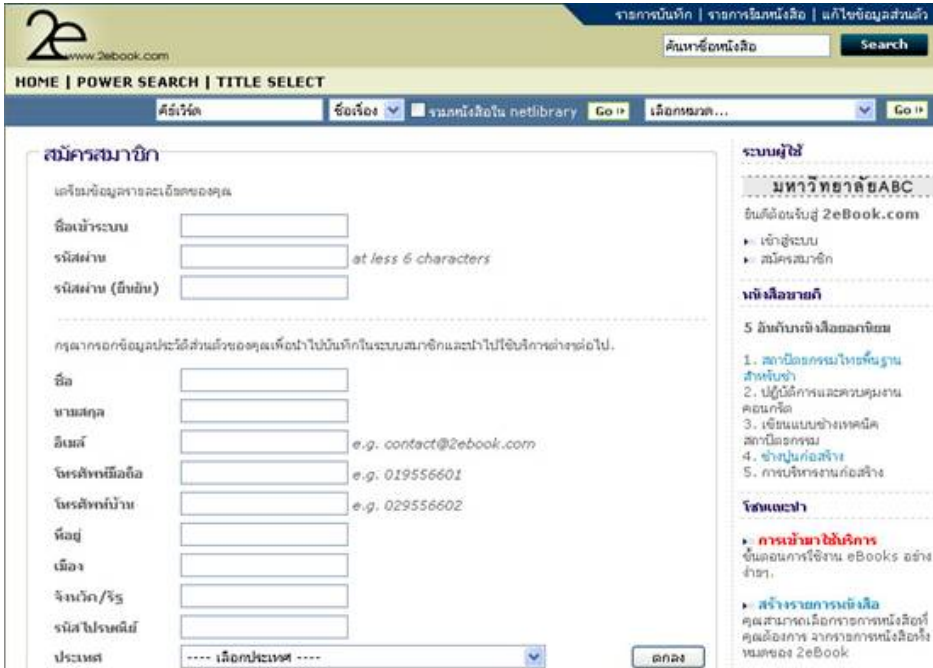 รายการบันทึก | รายการยืมหนังสือ | แก้ไขข้อมูลส่วนตัว
2e
www.2ebook.com
ค้นหาชื่อหนังสือ
Search
HOME | POWER SEARCH | TITLE SELECT
คีย์เวิร์ด
ชื่อเรื่อง
รวมหนังสือใน netlibrary
Go
เลือกหมวด...
Go
สมัครสมาชิก
เตรียมข้อมูลรายละเอียดของคุณ
ชื่อเข้าระบบ
รหัสผ่าน
at less 6 characters
รหัสผ่าน (ยืนยัน)
กรุณากรอกข้อมูลประวัติส่วนตัวของคุณเพื่อนำไปบันทึกในระบบสมาชิกและนำไปใช้บริการต่างๆต่อไป.
ชื่อ
นามสกุล
อีเมล์
e.g. contact@2ebook.com
โทรศัพท์มือถือ
e.g. 019556601
โทรศัพท์บ้าน
e.g. 029556602
ที่อยู่
เมือง
จังหวัด/รัฐ
รหัสไปรษณีย์
ประเทศ
---- เลือกประเทศ ----
ตกลง
ระบบผู้ใช้
มหาวิทยาลัยABC
ยินดีต้อนรับสู่ 2eBook.com
เข้าสู่ระบบ
สมัครสมาชิก
หนังสือขายดี
5 อันดับหนังสือยอดนิยม
1. สถาปัตยกรรมไทยพื้นฐาน
สำหรับช่า
2. ปฏิบัติการและควบคุมงาน
คอนกรีต
3. เขียนแบบช่างเทคนิค
สถาปัตยกรรม
4. ช่างปูนก่อสร้าง
5. การบริหารงานก่อสร้าง
โซนแนะนำ
การเข้ามาใช้บริการ
ขั้นตอนการใช้งาน eBooks อย่าง
ง่ายๆ.
สร้างรายการหนังสือ
คุณสามารถเลือกรายการหนังสือที่
คุณต้องการ จากรายการหนังสือทั้ง
หมดของ 2eBook